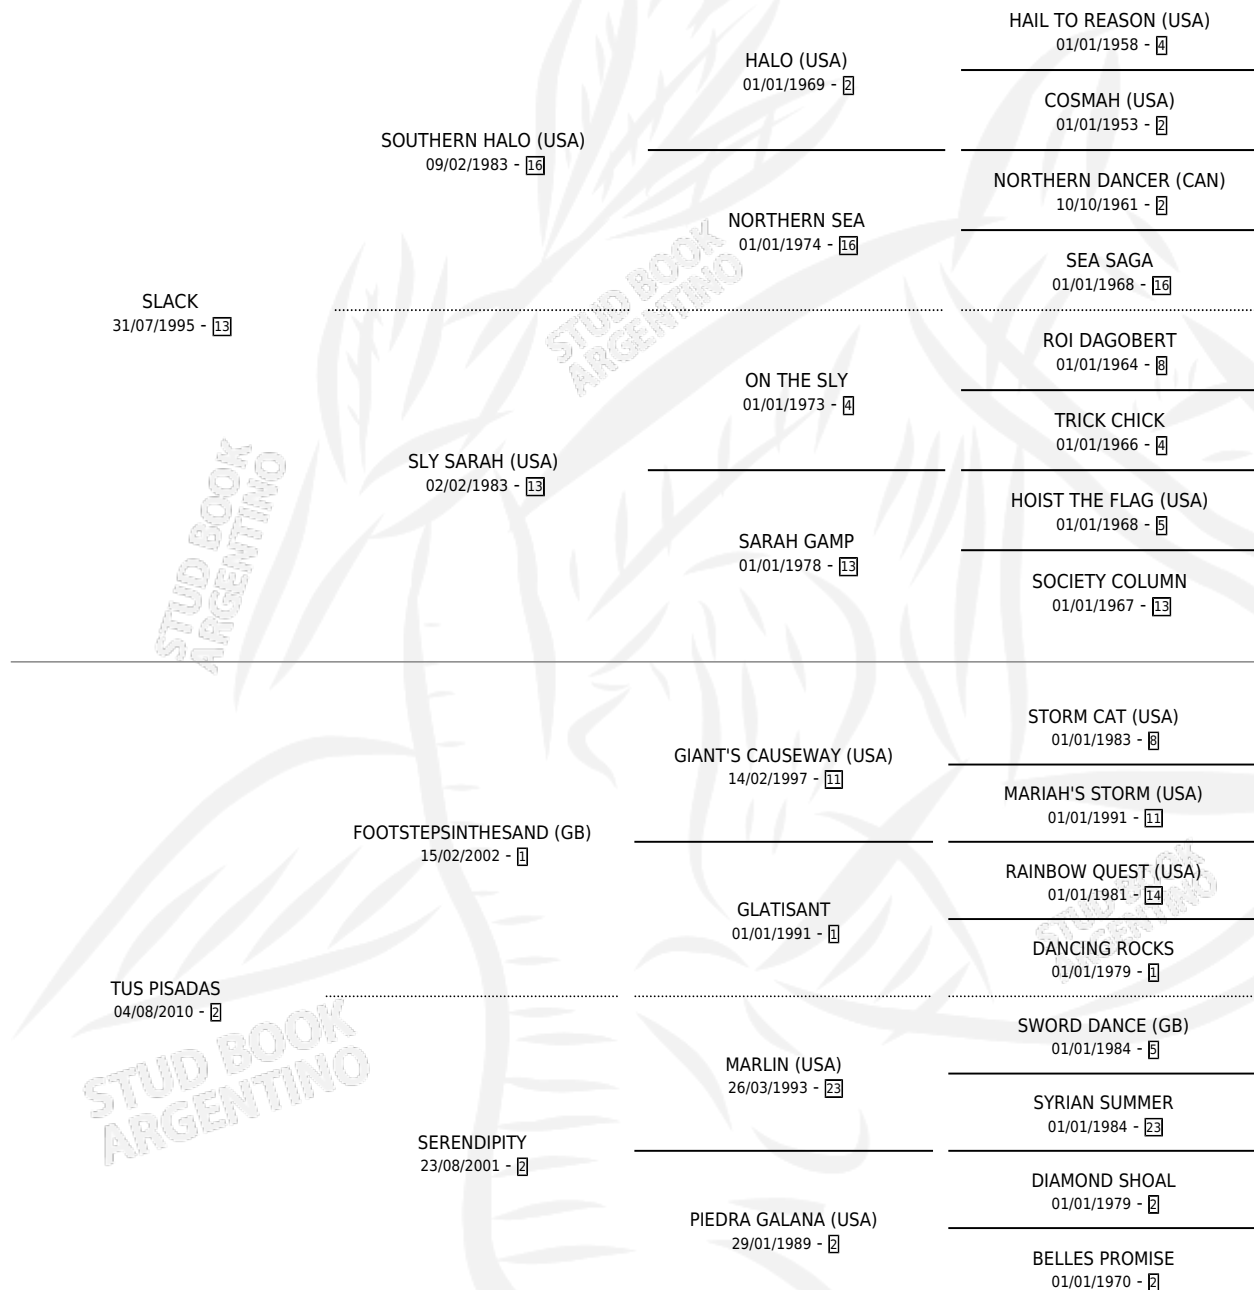 HAIL TO REASON (USA)
01/01/1958 - 4
HALO (USA)
01/01/1969 - 2
COSMAH (USA)
01/01/1953 - 2
SOUTHERN HALO (USA)
09/02/1983 - 16
NORTHERN DANCER (CAN)
10/10/1961 - 2
NORTHERN SEA
01/01/1974 - 16
SEA SAGA
01/01/1968 - 16
SLACK
31/07/1995 - 13
ROI DAGOBERT
01/01/1964 - 8
ON THE SLY
01/01/1973 - 4
TRICK CHICK
01/01/1966 - 4
SLY SARAH (USA)
02/02/1983 - 13
HOIST THE FLAG (USA)
01/01/1968 - 5
SARAH GAMP
01/01/1978 - 13
SOCIETY COLUMN
01/01/1967 - 13
STORM CAT (USA)
01/01/1983 - 8
GIANT'S CAUSEWAY (USA)
14/02/1997 - 11
MARIAH'S STORM (USA)
01/01/1991 - 11
FOOTSTEPSINTHESAND (GB)
15/02/2002 - 1
RAINBOW QUEST (USA)
01/01/1981 - 14
GLATISANT
01/01/1991 - 1
DANCING ROCKS
01/01/1979 - 1
TUS PISADAS
04/08/2010 - 2
SWORD DANCE (GB)
01/01/1984 - 5
MARLIN (USA)
26/03/1993 - 23
SYRIAN SUMMER
01/01/1984 - 23
SERENDIPITY
23/08/2001 - 2
DIAMOND SHOAL
01/01/1979 - 2
PIEDRA GALANA (USA)
29/01/1989 - 2
BELLES PROMISE
01/01/1970 - 2
STUD BOOK
ARGENTINO
STUD BOOK
ARGENTINO
STUD BOOK
ARGENTINO
STUD BOOK
ARGENTINO